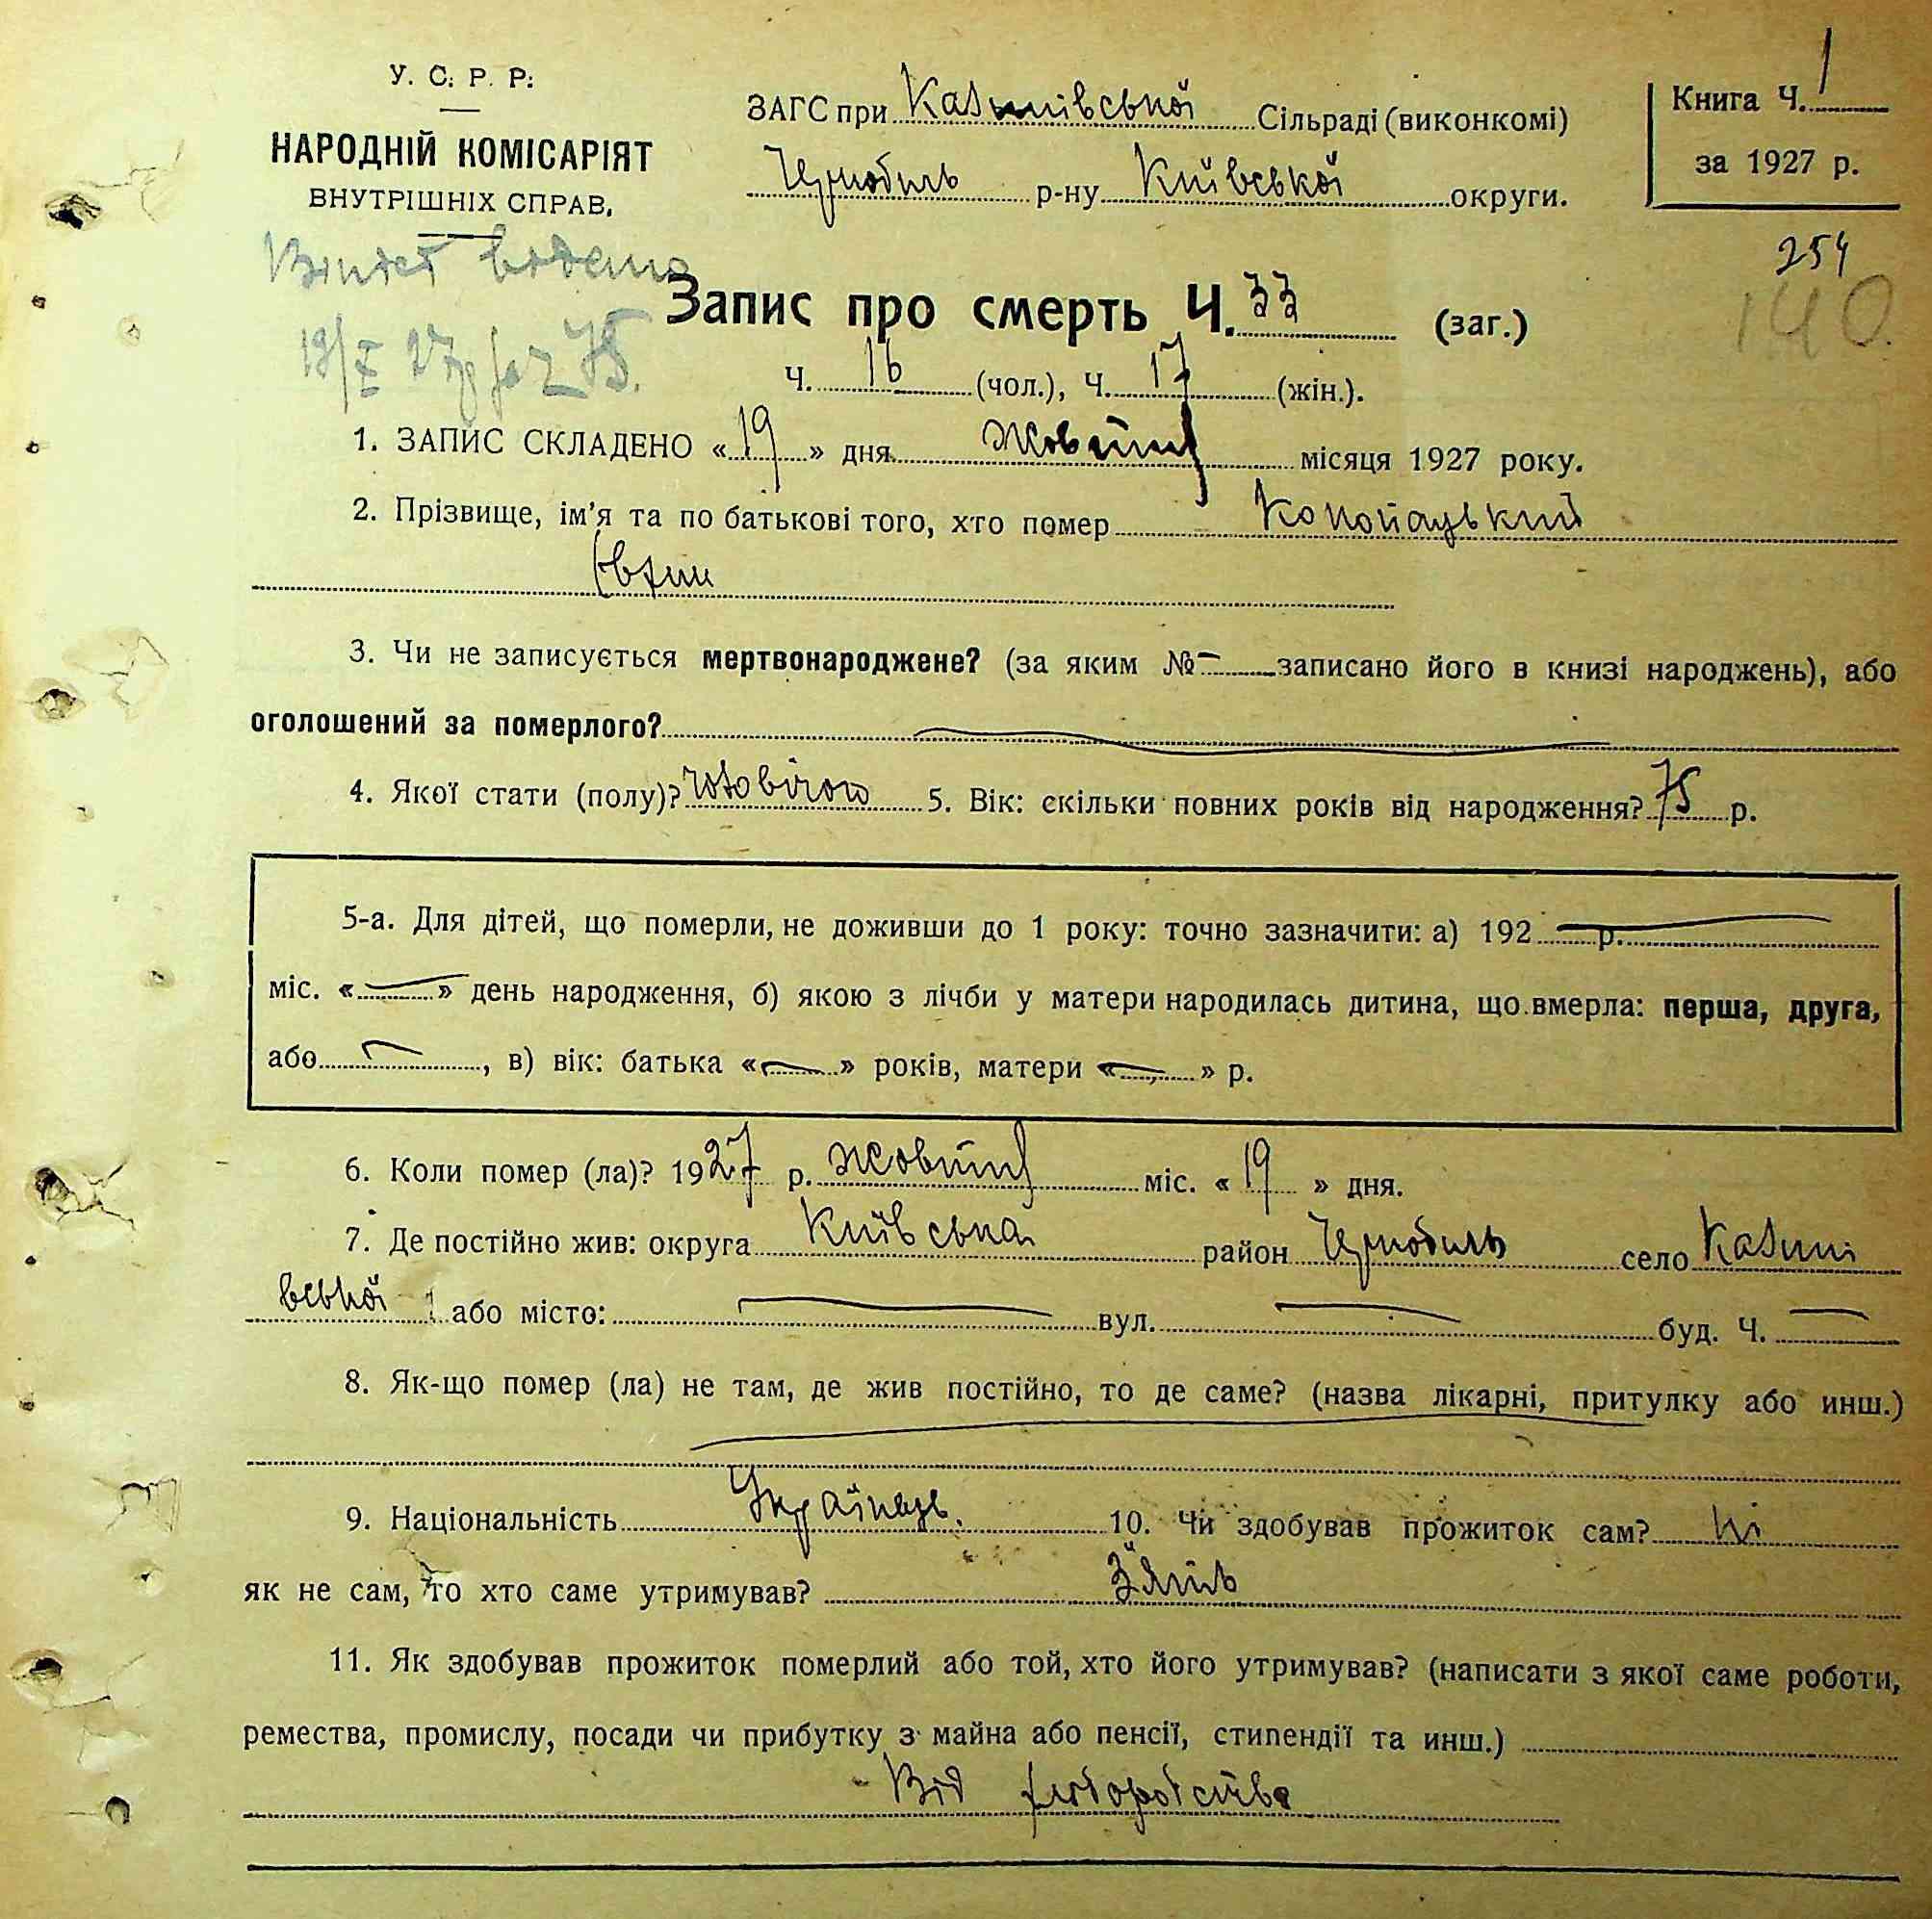 У. С. Р. Р.
НАРОДНІЙ КОМІСАРІЯТ
ВНУТРІШНІХ СПРАВ.
ЗАГС при Сільраді (виконкомі)
Чернобиль р-ну Київської округи.
Книга Ч. 1
за 1927 р.
254
140
Запис про смерть Ч. 33 (заг.)
Ч. 16 (чол.), Ч. 17 (жін.).
1. ЗАПИС СКЛАДЕНО «19» дня Жовтня місяця 1927 року.
2. Прізвище, ім'я та по батькові того, хто помер
3. Чи не записується мертвонароджене? (за яким № — записано його в книзі народжень), або
оголошений за померлого?
4. Якої стати (полу)? 5. Вік: скільки повних років від народження? 75 р.
5-а. Для дітей, що померли, не доживши до 1 року: точно зазначити: а) 192 р.
міс. « — » день народження, б) якою з лічби у матери народилась дитина, що вмерла: перша, друга,
або — , в) вік: батька « — » років, матери « — » р.
6. Коли помер (ла)? 1927 р. Жовтня міс. «19» дня.
7. Де постійно жив: округа Київська район Чернобиль село
або місто: — вул. — буд. Ч. —
8. Як-що помер (ла) не там, де жив постійно, то де саме? (назва лікарні, притулку або инш.)
9. Національність Українець. 10. Чи здобував прожиток сам? ні
як не сам, то хто саме утримував? Зять
11. Як здобував прожиток померлий або той, хто його утримував? (написати з якої саме роботи,
ремества, промислу, посади чи прибутку з майна або пенсії, стипендії та инш.)
Від хліборобства